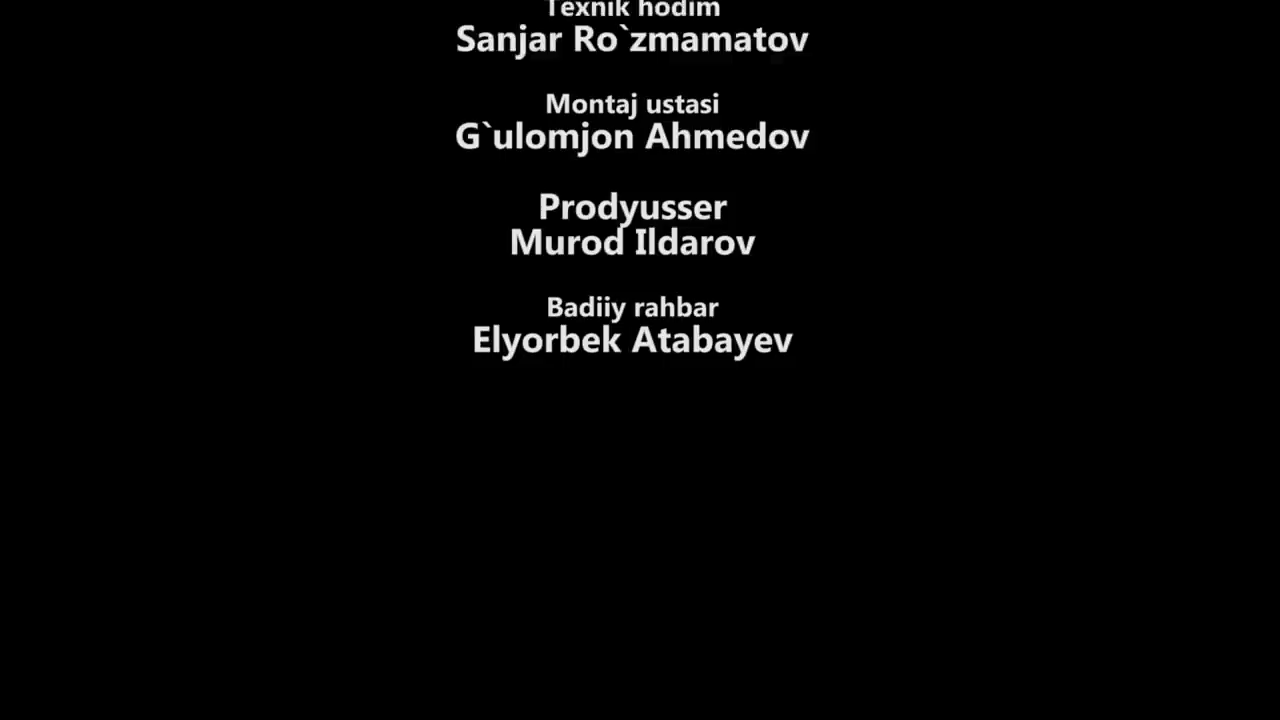 Texnik hodim
Sanjar Ro`zmamatov
Montaj ustasi
G`ulomjon Ahmedov
Prodyusser
Murod Ildarov
Badiiy rahbar
Elyorbek Atabayev